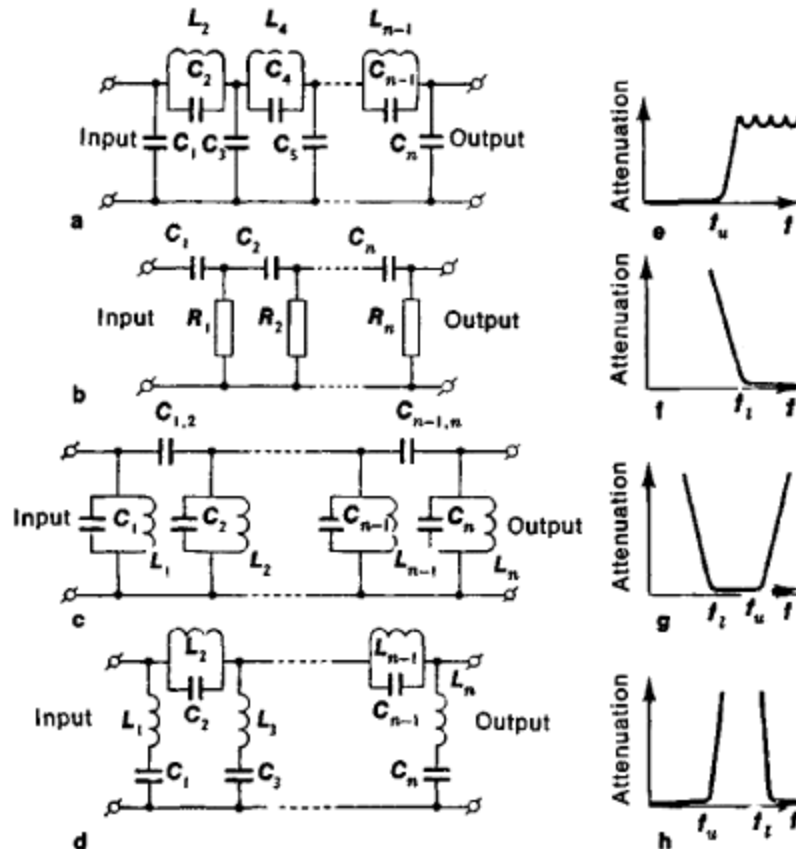 L₂ L₄ Lₙ₋₁
C₂ C₄ Cₙ₋₁
Input C₁ C₃ C₅ Cₙ Output
a
Attenuation
e fᵤ f
C₁ C₂ Cₙ
Input R₁ R₂ Rₙ Output
b
Attenuation
f f_l f
C₁,₂ Cₙ₋₁,ₙ
Input C₁ C₂ Cₙ₋₁ Cₙ Output
L₁ L₂ Lₙ₋₁ Lₙ
c
Attenuation
g f_l fᵤ f
L₂ Lₙ₋₁ Lₙ
Input L₁ C₂ L₃ Cₙ₋₁ Output
C₁ C₃ Cₙ
d
Attenuation
h fᵤ f_l f